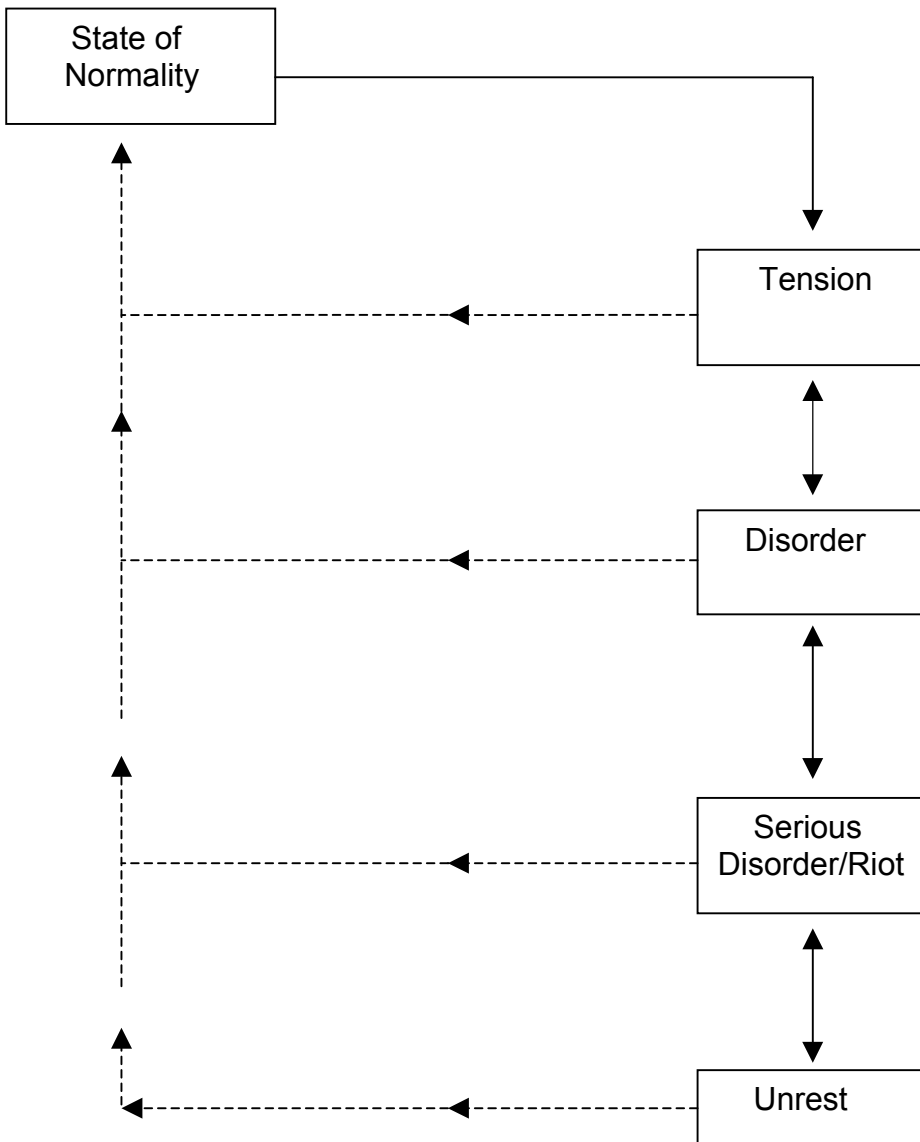 State of
Normality
Tension
Disorder
Serious
Disorder/Riot
Unrest